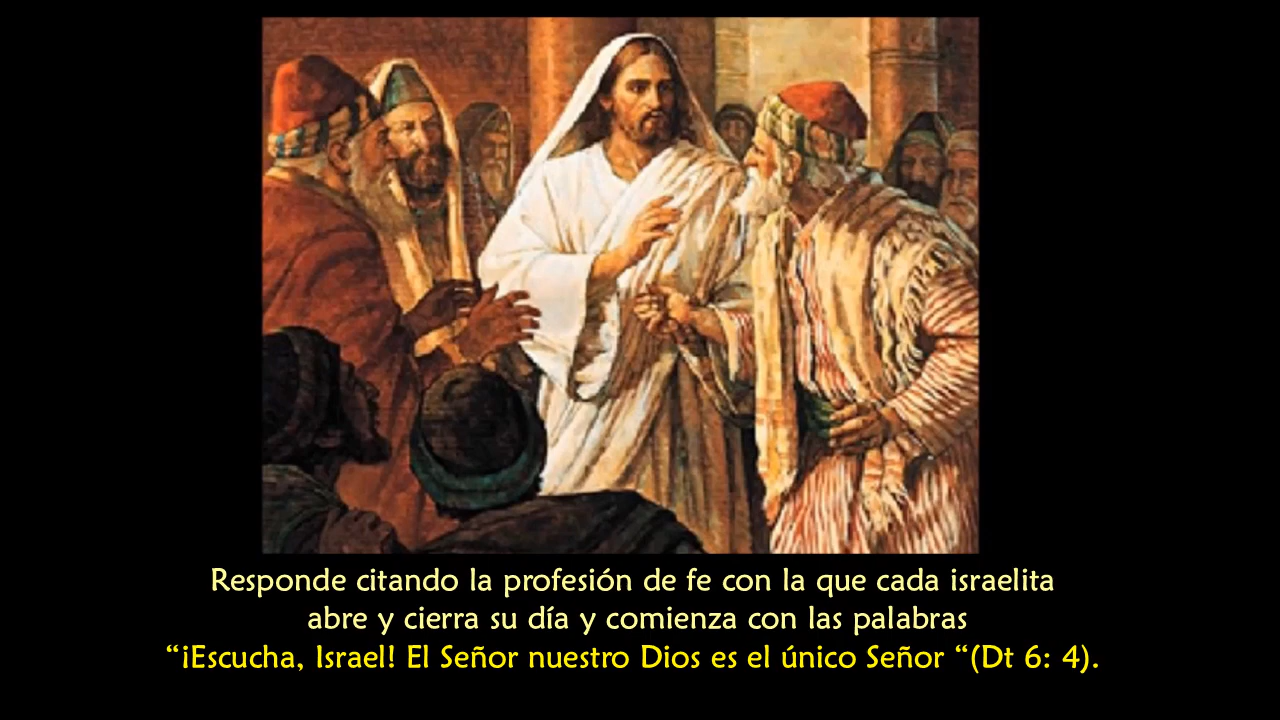 Responde citando la profesión de fe con la que cada israelita
abre y cierra su día y comienza con las palabras
“¡Escucha, Israel! El Señor nuestro Dios es el único Señor “(Dt 6: 4).